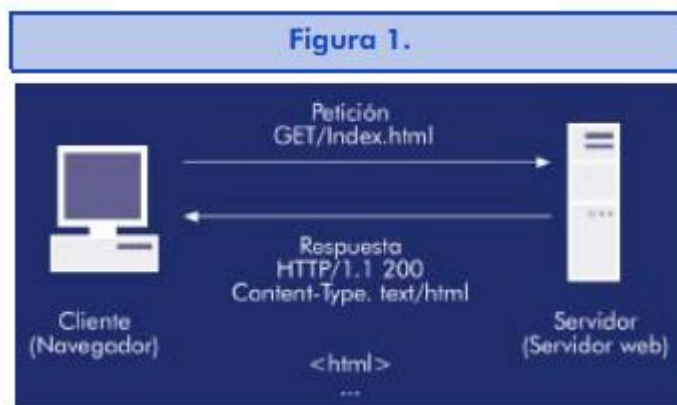 Figura 1.
Petición
GET/Index.html
Respuesta
HTTP/1.1 200
Content-Type. text/html
Cliente
(Navegador)
Servidor
(Servidor web)
<html>
...